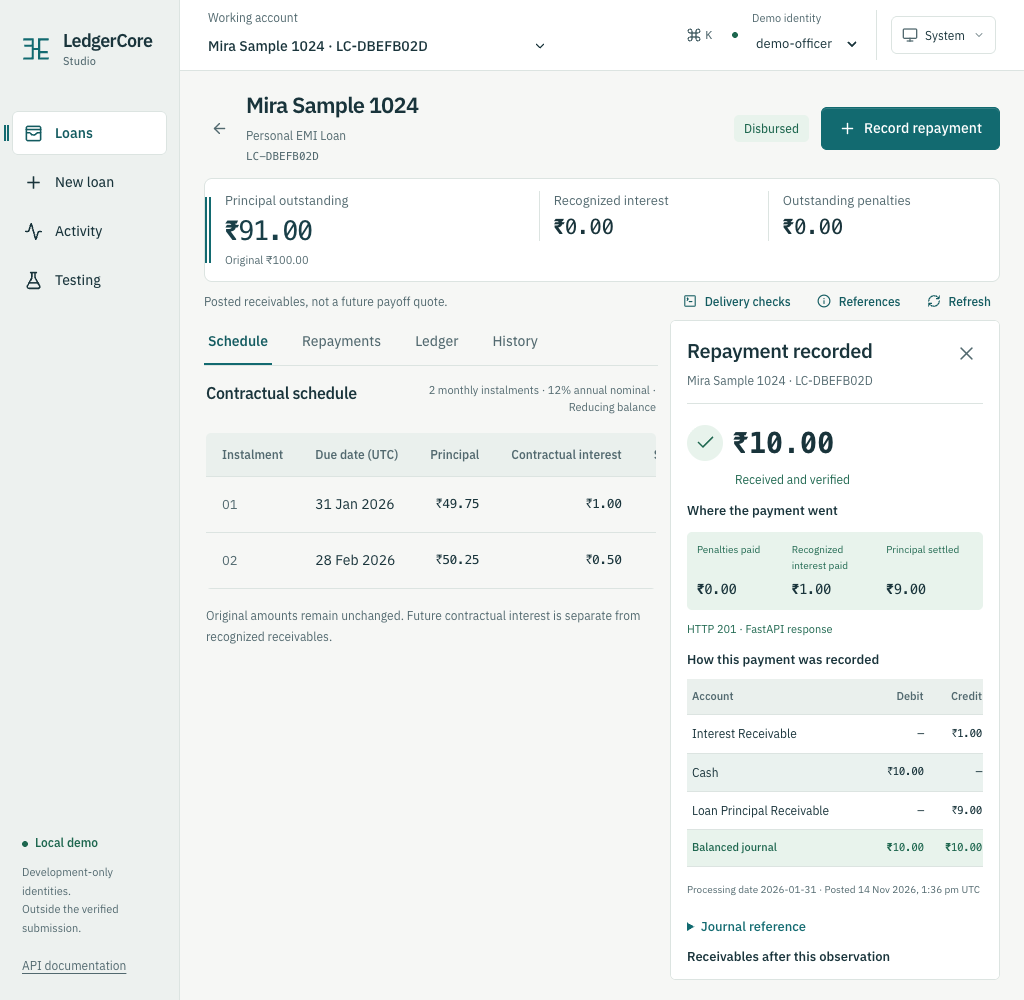 LedgerCore
Studio
Loans
New loan
Activity
Testing
Local demo
Development-only
identities.
Outside the verified
submission.
API documentation
Working account
Mira Sample 1024 · LC-DBEFB02D
⌘ K
Demo identity
demo-officer
System
Mira Sample 1024
Personal EMI Loan
LC-DBEFB02D
Disbursed
Record repayment
Principal outstanding
₹91.00
Original ₹100.00
Recognized interest
₹0.00
Outstanding penalties
₹0.00
Posted receivables, not a future payoff quote.
Delivery checks
References
Refresh
Schedule Repayments Ledger History
Contractual schedule
2 monthly instalments · 12% annual nominal ·
Reducing balance
Instalment Due date (UTC) Principal Contractual interest
01 31 Jan 2026 ₹49.75 ₹1.00
02 28 Feb 2026 ₹50.25 ₹0.50
Original amounts remain unchanged. Future contractual interest is separate from
recognized receivables.
Repayment recorded
Mira Sample 1024 · LC-DBEFB02D
₹10.00
Received and verified
Where the payment went
Penalties paid
₹0.00
Recognized
interest paid
₹1.00
Principal settled
₹9.00
HTTP 201 · FastAPI response
How this payment was recorded
Account Debit Credit
Interest Receivable – ₹1.00
Cash ₹10.00 –
Loan Principal Receivable – ₹9.00
Balanced journal ₹10.00 ₹10.00
Processing date 2026-01-31 · Posted 14 Nov 2026, 1:36 pm UTC
Journal reference
Receivables after this observation